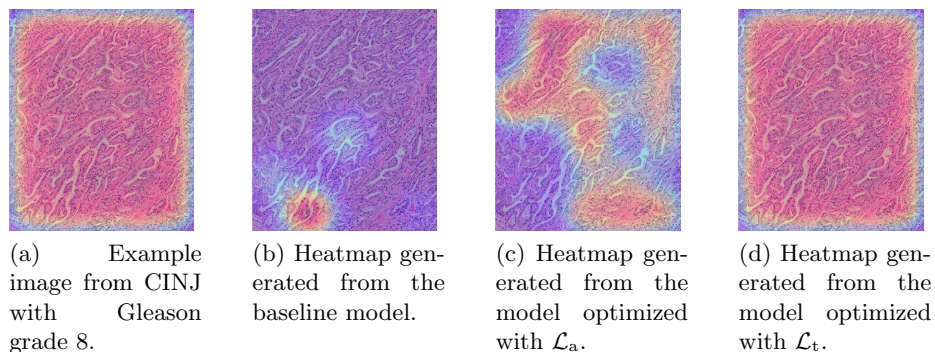 (a) Example
image from CINJ
with Gleason
grade 8.
(b) Heatmap gen-
erated from the
baseline model.
(c) Heatmap gen-
erated from the
model optimized
with ℒa.
(d) Heatmap gen-
erated from the
model optimized
with ℒt.